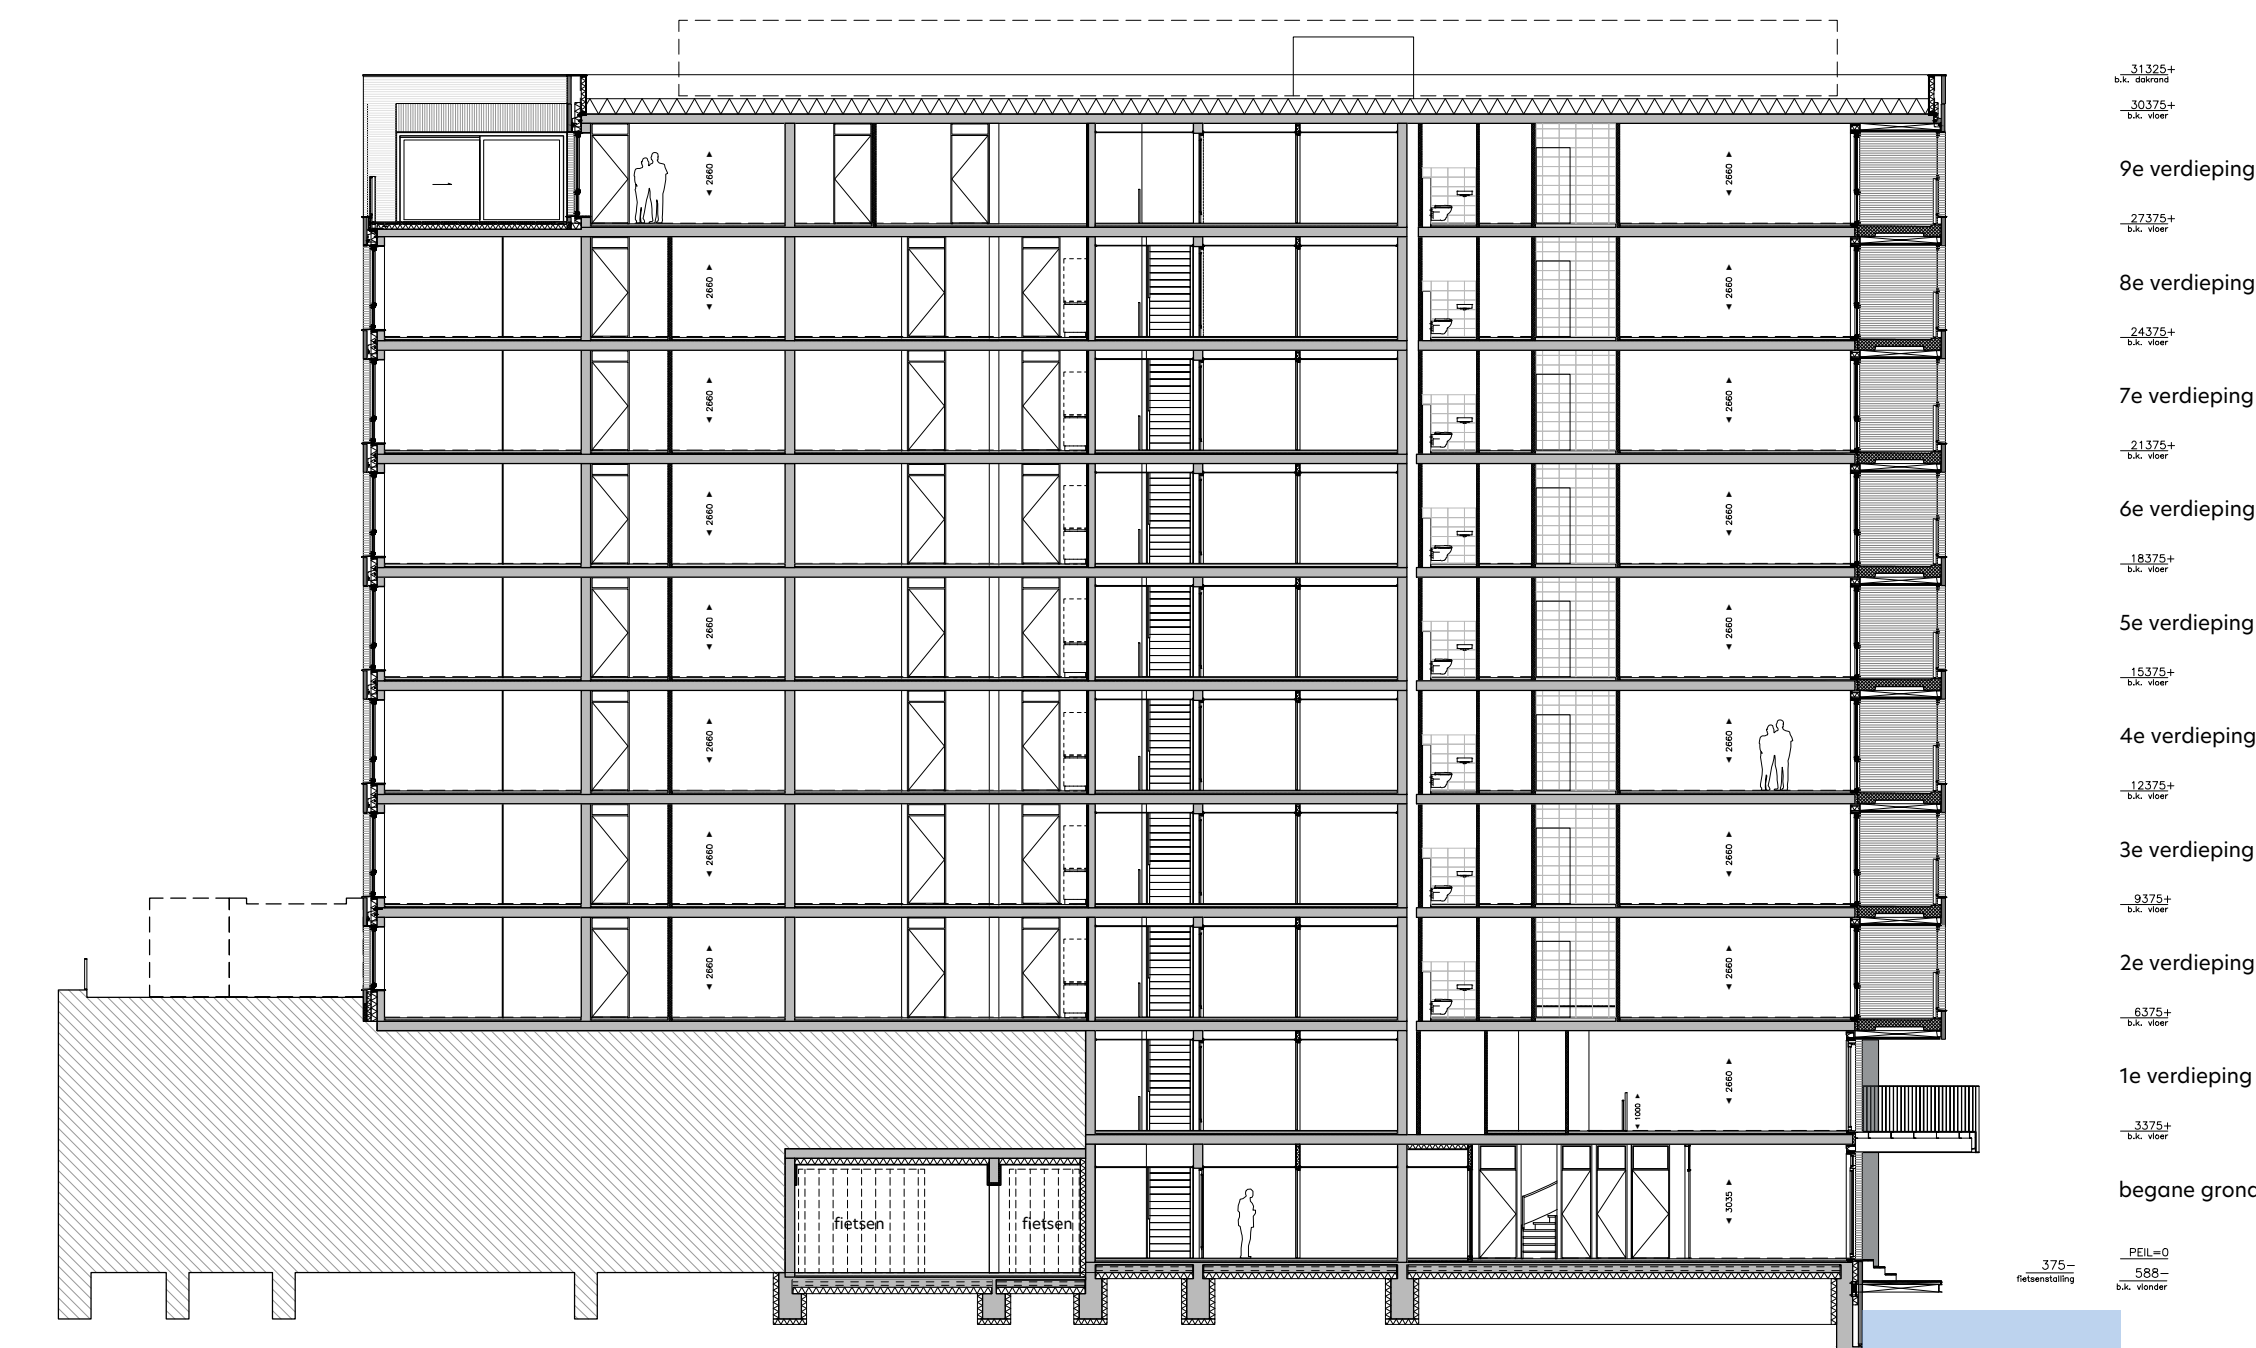 31325+
b.k. dakrand
30375+
b.k. vloer
2660 2660 9e verdieping
27375+
b.k. vloer
2660 2660 8e verdieping
24375+
b.k. vloer
2660 2660 7e verdieping
21375+
b.k. vloer
2660 2660 6e verdieping
18375+
b.k. vloer
2660 2660 5e verdieping
15375+
b.k. vloer
2660 2660 4e verdieping
12375+
b.k. vloer
2660 2660 3e verdieping
9375+
b.k. vloer
2660 2660 2e verdieping
6375+
b.k. vloer
2660 1e verdieping
1000
3375+
b.k. vloer
3035 begane grond
fietsen fietsen
PEIL=0
375-
fietsenstalling
588-
b.k. vlonder